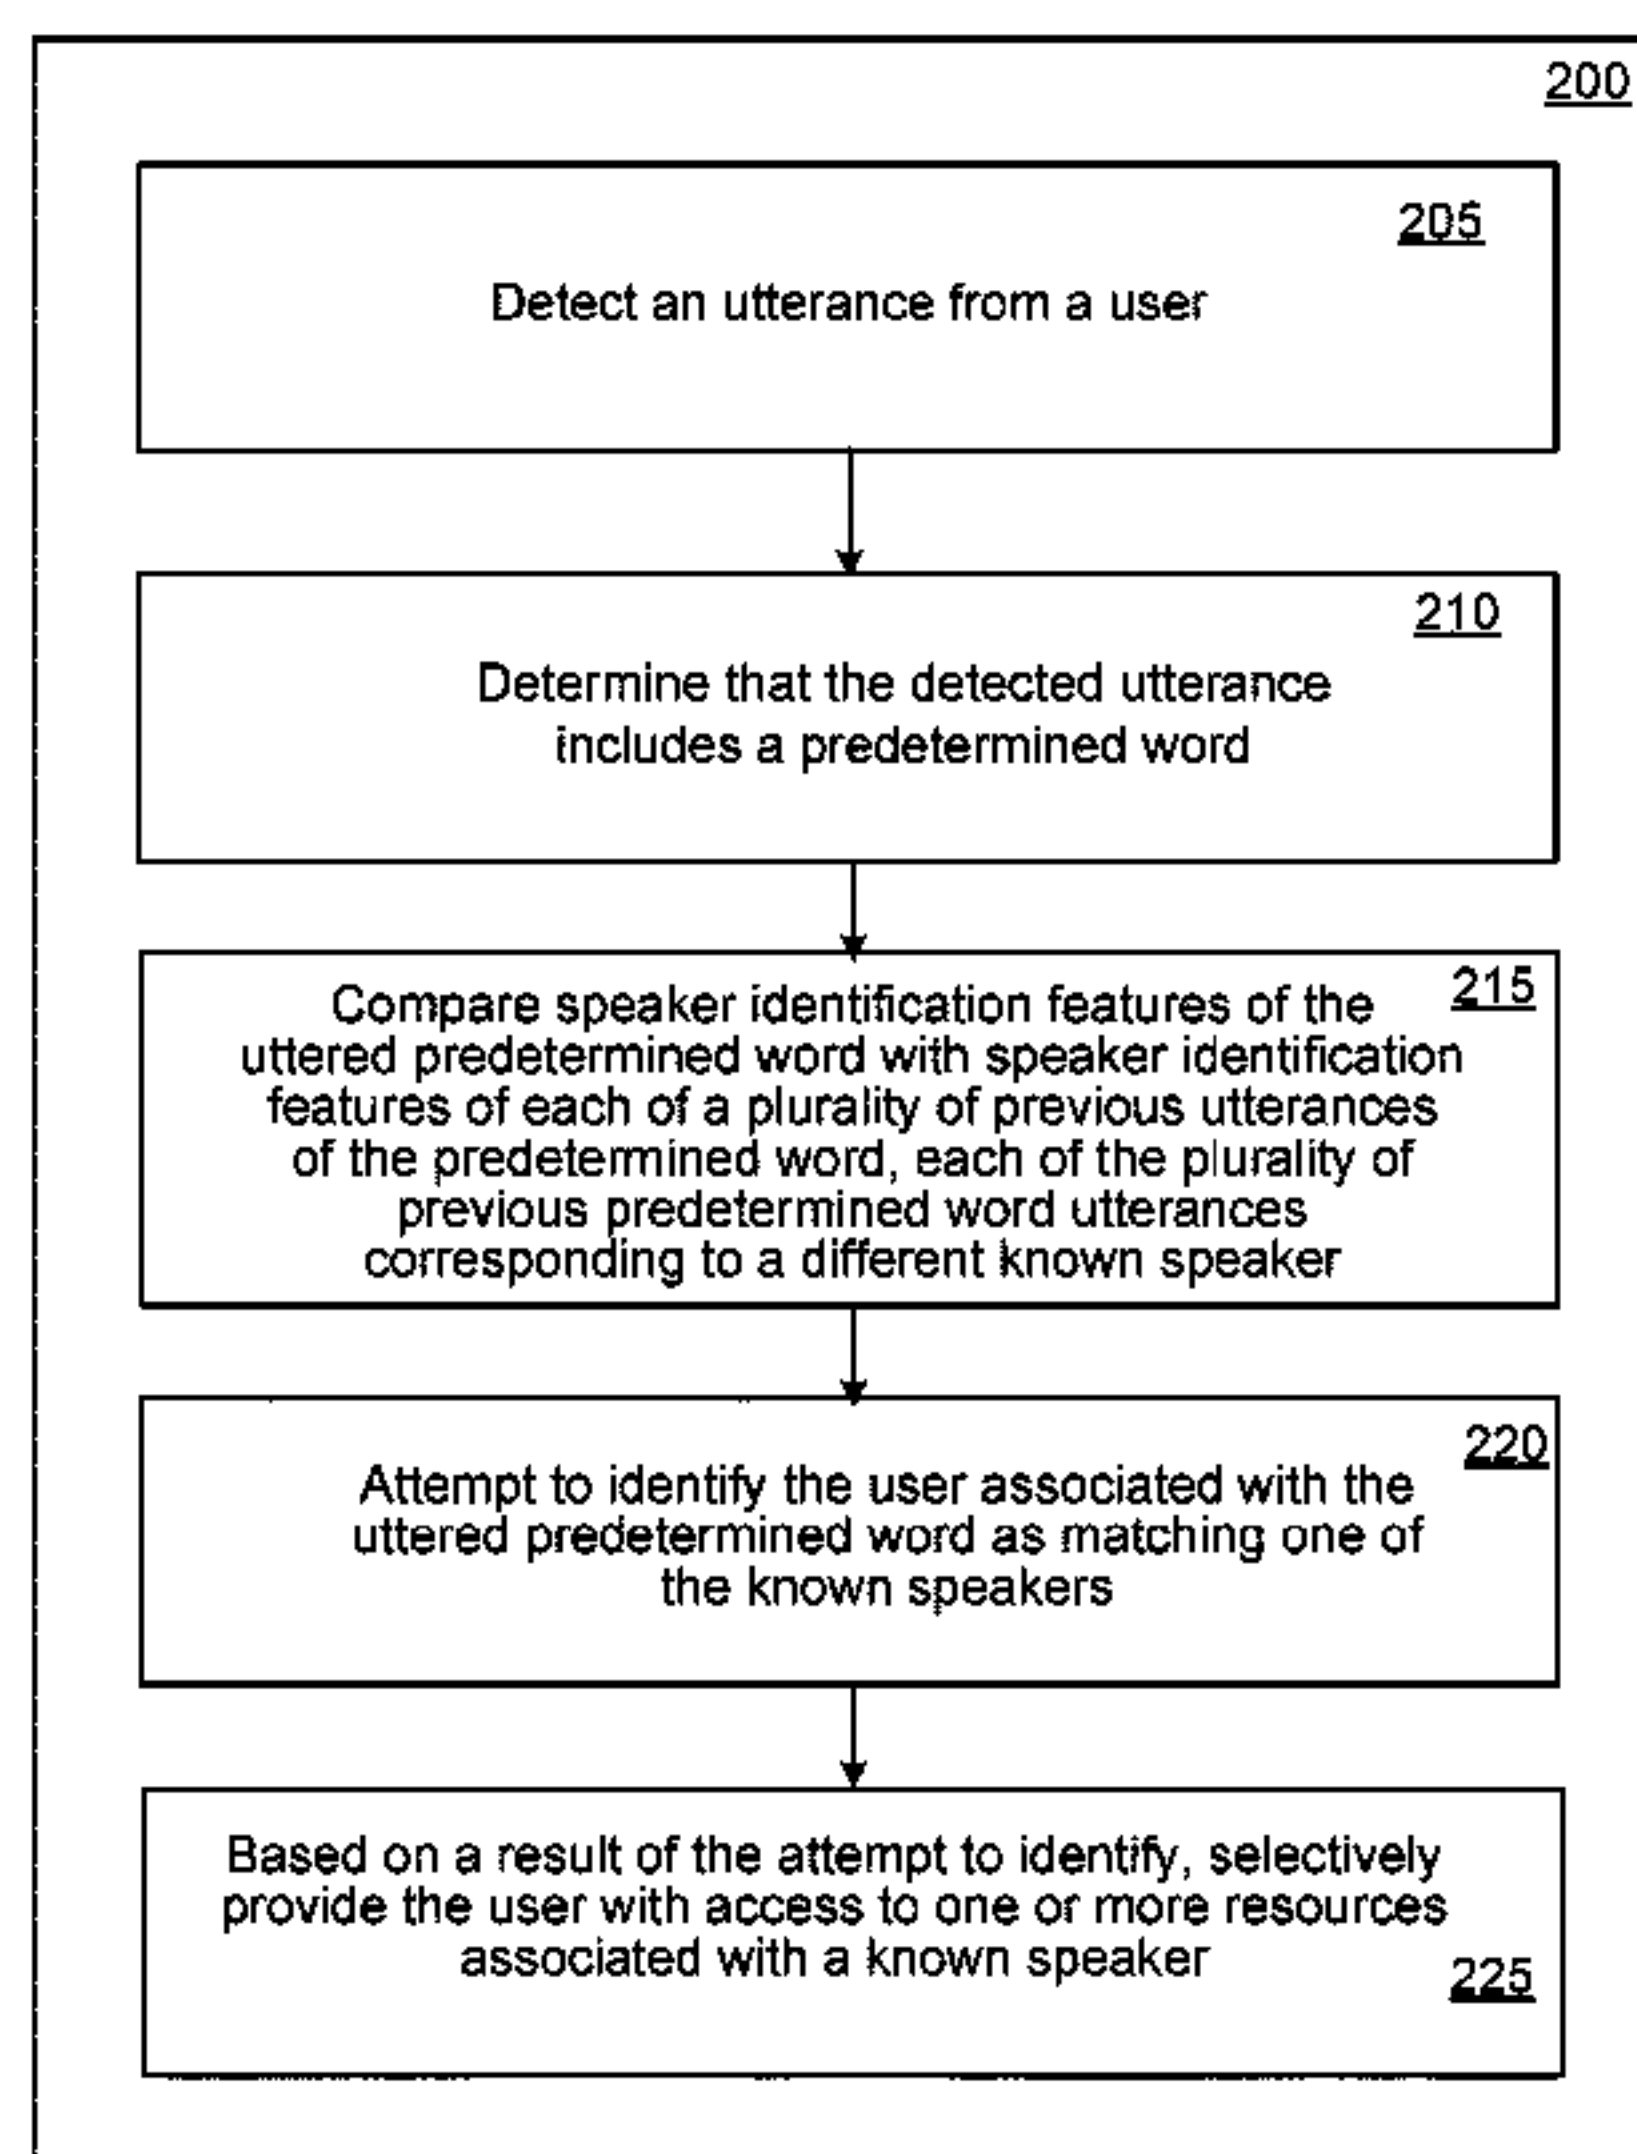 200
205
Detect an utterance from a user
210
Determine that the detected utterance
includes a predetermined word
215
Compare speaker identification features of the
uttered predetermined word with speaker identification
features of each of a plurality of previous utterances
of the predetermined word, each of the plurality of
previous predetermined word utterances
corresponding to a different known speaker
220
Attempt to identify the user associated with the
uttered predetermined word as matching one of
the known speakers
Based on a result of the attempt to identify, selectively
provide the user with access to one or more resources
associated with a known speaker
225